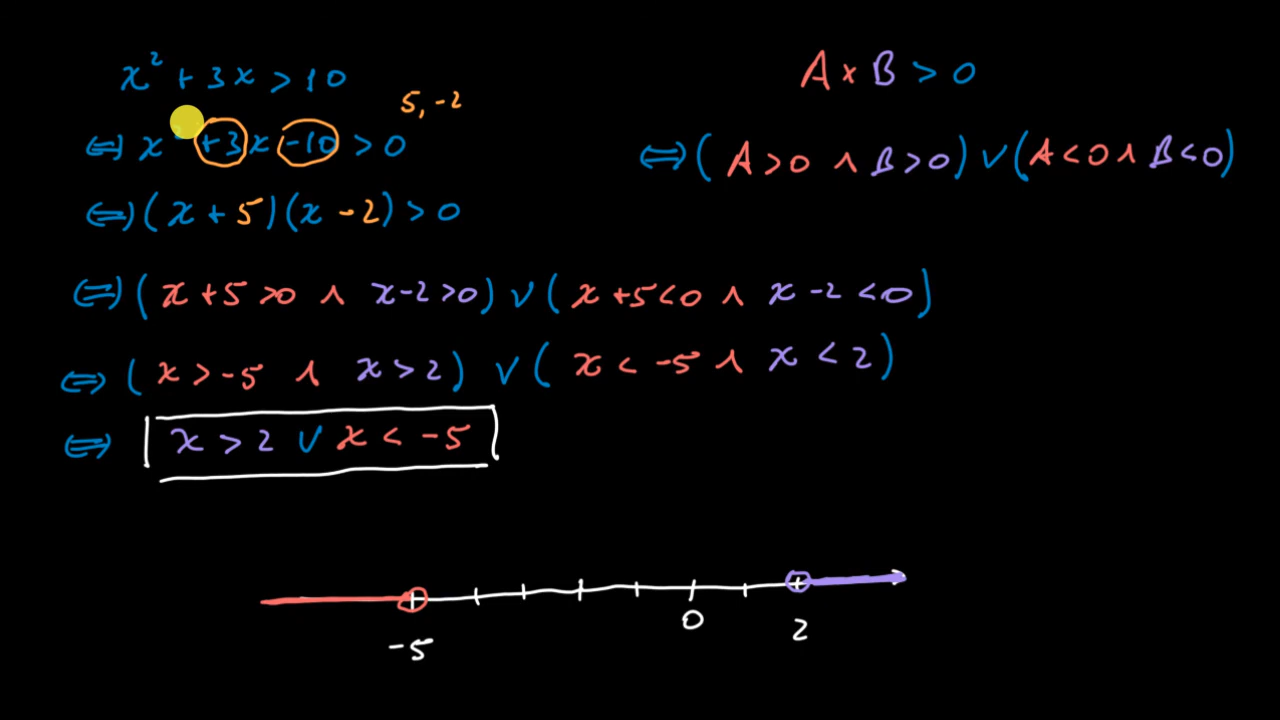 x² + 3x > 10
⇔ x² +3x -10 > 0
5, -2
⇔ (x + 5)(x - 2) > 0
⇔ (x +5 >0 ∧ x-2 >0) ∨ (x +5 <0 ∧ x -2 <0)
⇔ (x > -5 ∧ x > 2) ∨ (x < -5 ∧ x < 2)
⇔ x > 2 ∨ x < -5
A × B > 0
⇔ (A >0 ∧ B >0) ∨ (A <0 ∧ B <0)
-5 0 2